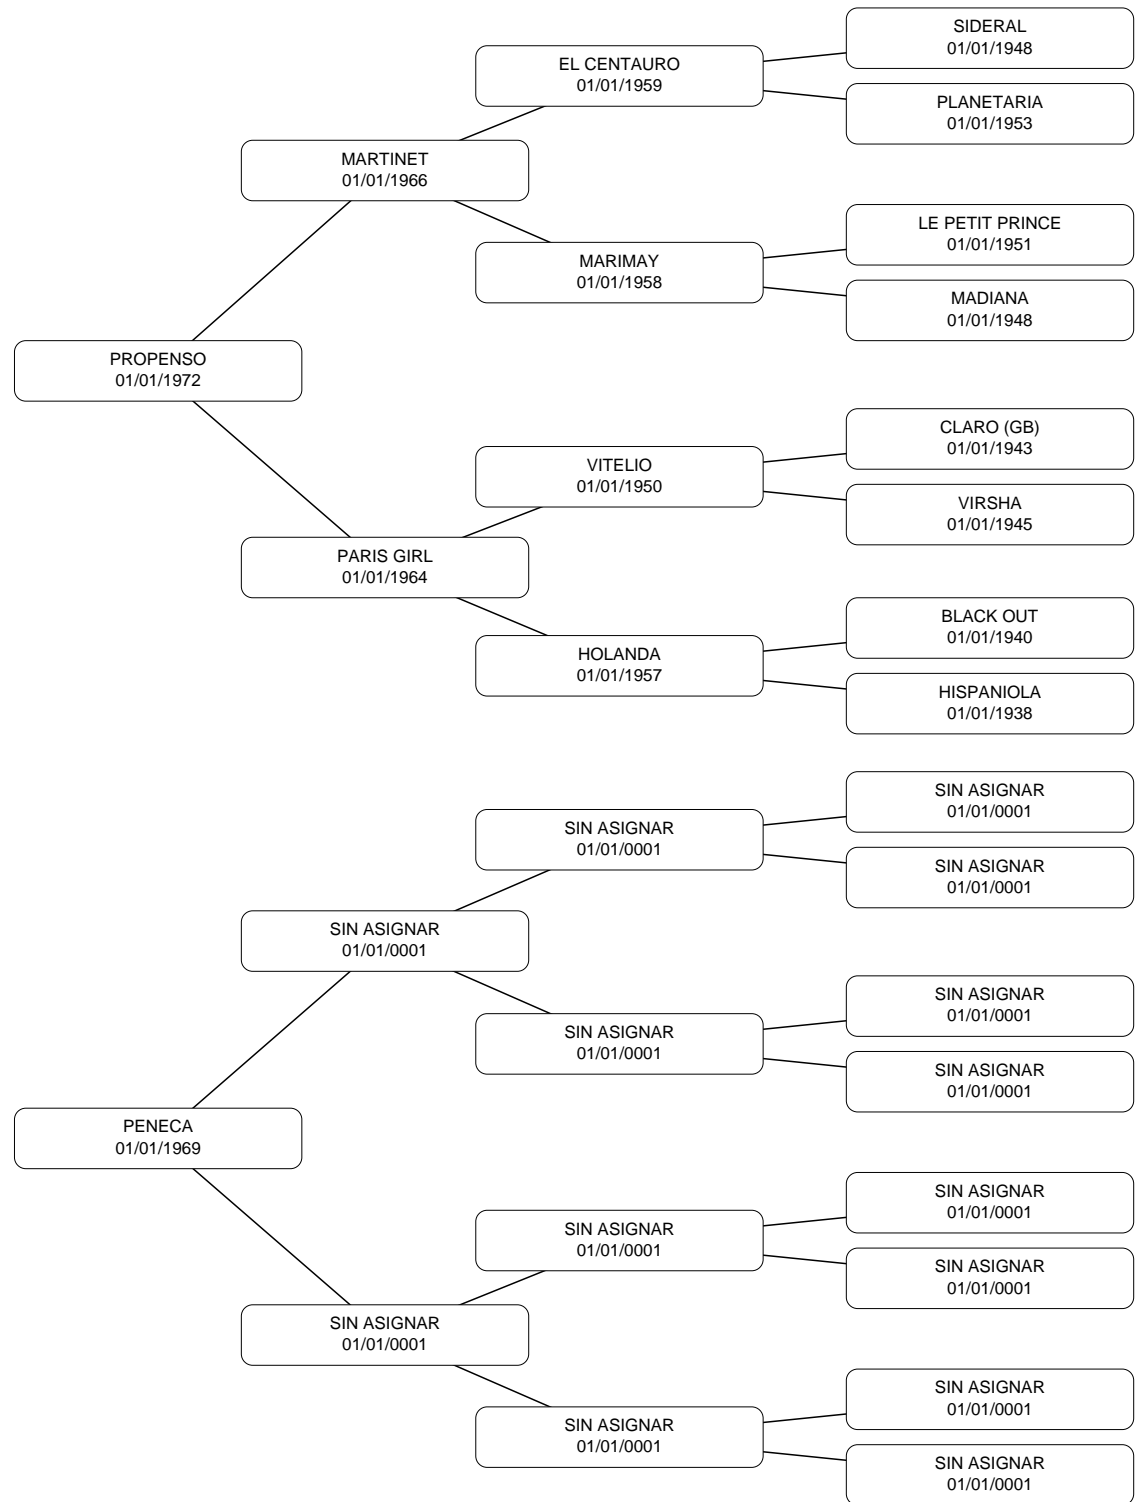 SIDERAL
01/01/1948
EL CENTAURO
01/01/1959
PLANETARIA
01/01/1953
MARTINET
01/01/1966
LE PETIT PRINCE
01/01/1951
MARIMAY
01/01/1958
MADIANA
01/01/1948
PROPENSO
01/01/1972
CLARO (GB)
01/01/1943
VITELIO
01/01/1950
VIRSHA
01/01/1945
PARIS GIRL
01/01/1964
BLACK OUT
01/01/1940
HOLANDA
01/01/1957
HISPANIOLA
01/01/1938
SIN ASIGNAR
01/01/0001
SIN ASIGNAR
01/01/0001
SIN ASIGNAR
01/01/0001
SIN ASIGNAR
01/01/0001
SIN ASIGNAR
01/01/0001
SIN ASIGNAR
01/01/0001
SIN ASIGNAR
01/01/0001
PENECA
01/01/1969
SIN ASIGNAR
01/01/0001
SIN ASIGNAR
01/01/0001
SIN ASIGNAR
01/01/0001
SIN ASIGNAR
01/01/0001
SIN ASIGNAR
01/01/0001
SIN ASIGNAR
01/01/0001
SIN ASIGNAR
01/01/0001